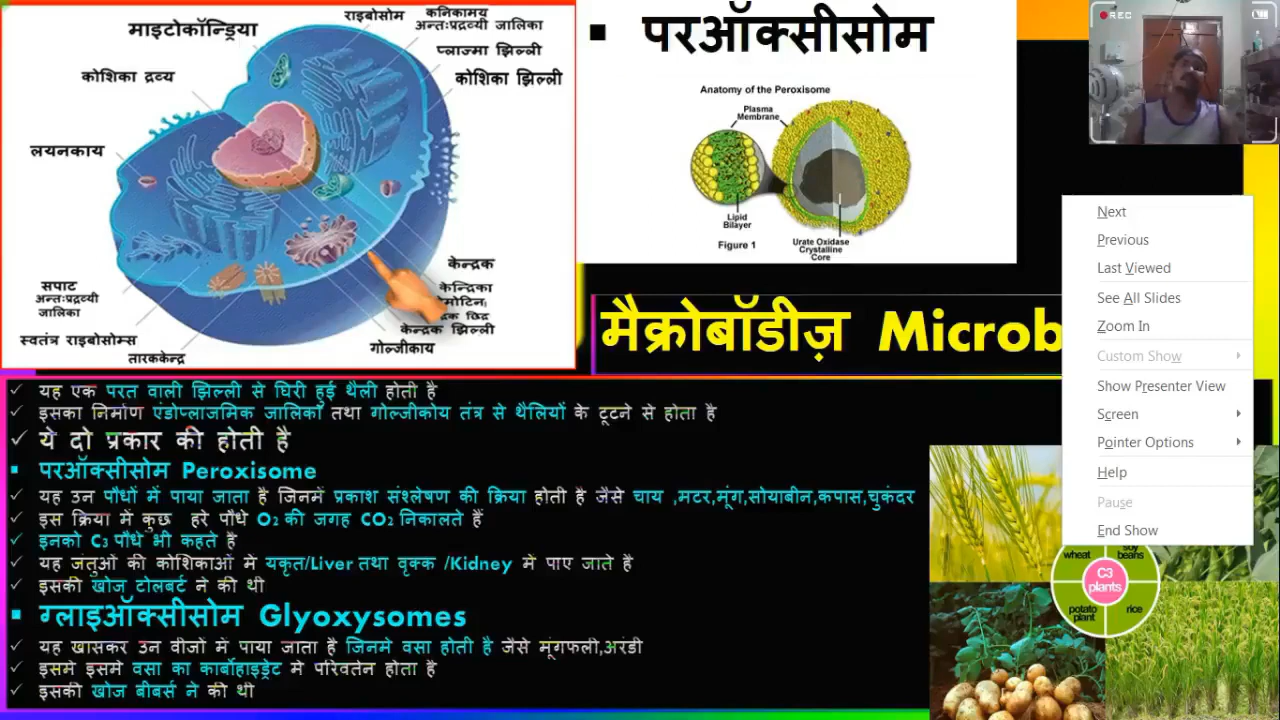 माइटोकॉन्ड्रिया
राइबोसोम
कनिकामय
अन्तःप्रद्रव्यी जालिका
प्लाज्मा झिल्ली
कोशिका द्रव्य
कोशिका झिल्ली
लयनकाय
केन्द्रक
केन्द्रिका
केन्द्रक झिल्ली
गोल्जीकाय
सपाट
अन्तःप्रद्रव्यी
जालिका
स्वतंत्र राइबोसोम्स
तारककेन्द्र
▪ परऑक्सीसोम
Anatomy of the Peroxisome
Plasma
Membrane
Lipid
Bilayer
Figure 1
Urate Oxidase
Crystalline
Core
REC
मैक्रोबॉडीज़ Microb
Next
Previous
Last Viewed
See All Slides
Zoom In
Custom Show
Show Presenter View
Screen
Pointer Options
Help
Pause
End Show
✓ यह एक परत वाली झिल्ली से घिरी हुई थैली होती है
✓ इसका निर्माण एंडोप्लाजमिक जालिका तथा गोल्जीकोय तंत्र से थैलियों के टूटने से होता है
✓ ये दो प्रकार की होती है
▪ परऑक्सीसोम Peroxisome
✓ यह उन पौधों में पाया जाता है जिनमें प्रकाश संश्लेषण की क्रिया होती है जैसे चाय ,मटर,मूंग,सोयाबीन,कपास,चुकंदर
✓ इस क्रिया में कुछ हरे पौधे O₂ की जगह CO₂ निकालते हैं
✓ इनको C₃ पौधे भी कहते है
✓ यह जंतुओं की कोशिकाओं मे यकृत/Liver तथा वृक्क /Kidney में पाए जाते है
✓ इसकी खोज टोलबर्ट ने की थी
▪ ग्लाइऑक्सीसोम Glyoxysomes
✓ यह खासकर उन वीजों में पाया जाता है जिनमे वसा होती है जैसे मूंगफली,अरंडी
✓ इसमे इसमे वसा का कार्बोहाइड्रेट मे परिवर्तन होता है
✓ इसकी खोज बीबर्स ने की थी
wheat
soy
beans
C3
plants
potato
plant
rice